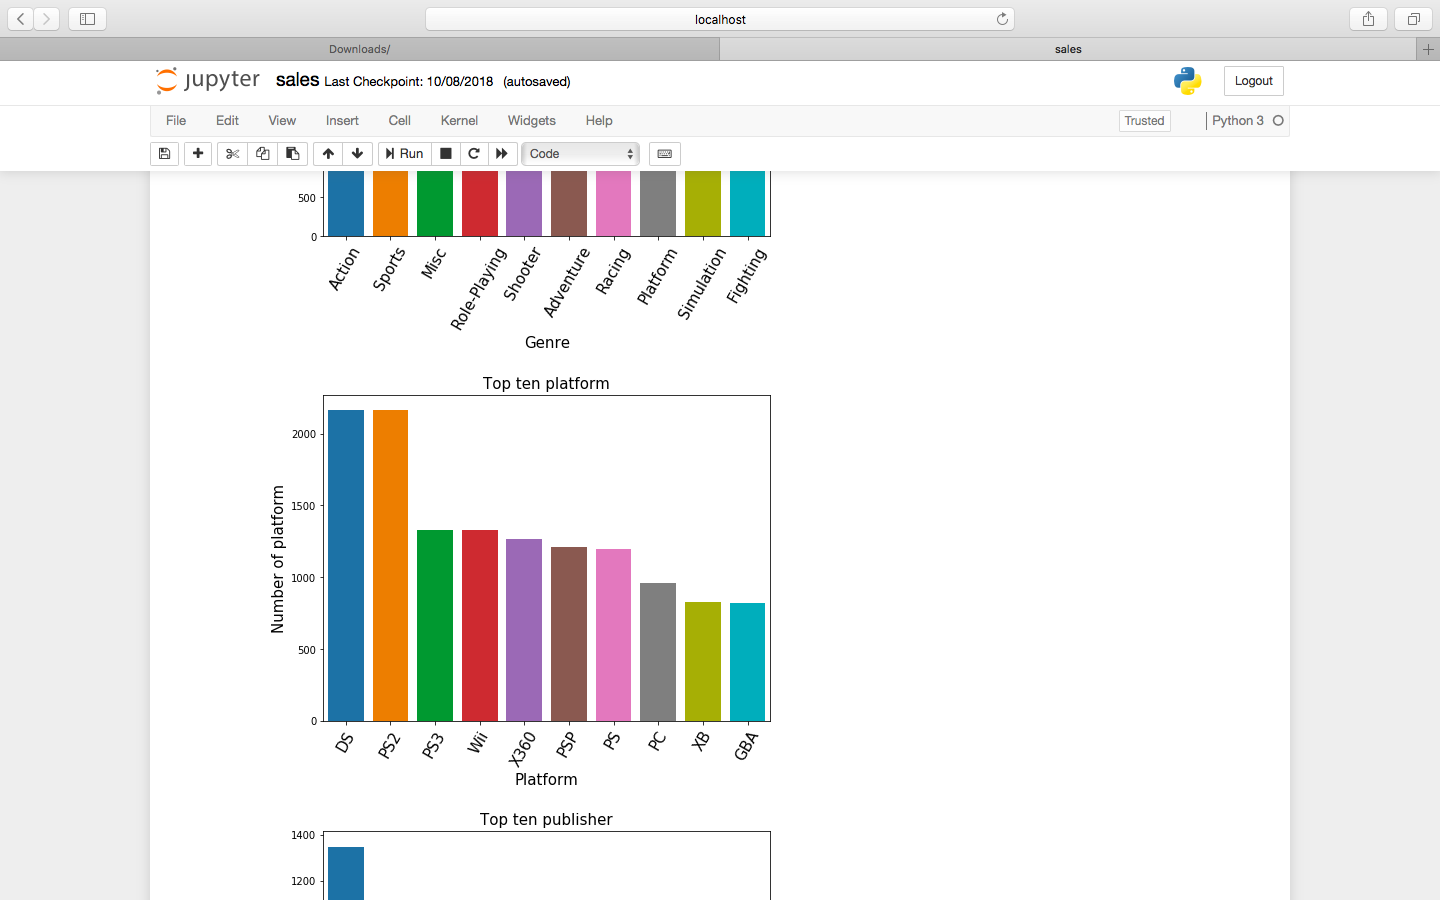 localhost
Downloads/
sales
jupyter sales Last Checkpoint: 10/08/2018 (autosaved)
Logout
File Edit View Insert Cell Kernel Widgets Help
Trusted
Python 3
Run
Code
500
0
Action Sports Misc Role-Playing Shooter Adventure Racing Platform Simulation Fighting
Genre
Top ten platform
2000
1500
1000
500
0
Number of platform
DS PS2 PS3 Wii X360 PSP PS PC XB GBA
Platform
Top ten publisher
1400
1200